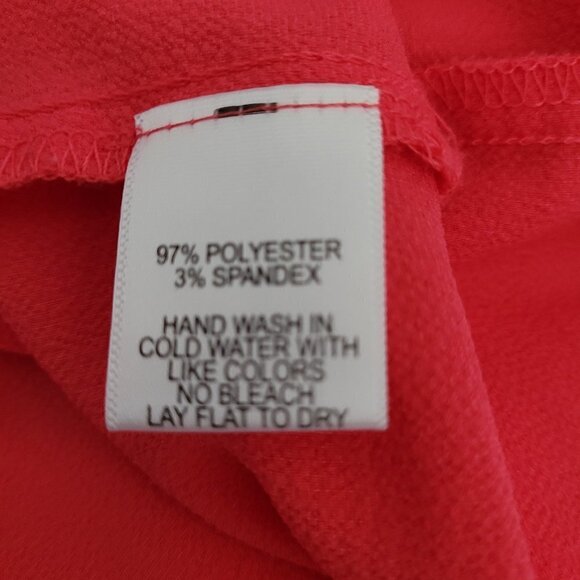 97% POLYESTER
3% SPANDEX
HAND WASH IN
COLD WATER WITH
LIKE COLORS
NO BLEACH
LAY FLAT TO DRY